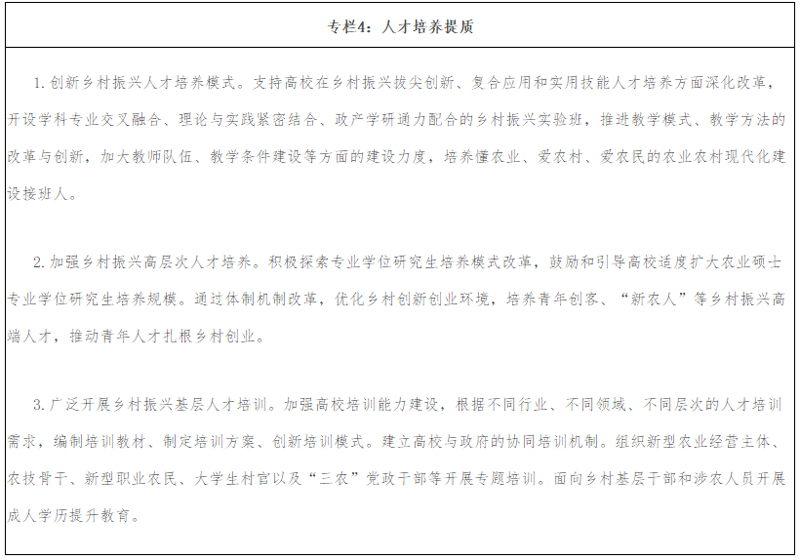 专栏4：人才培养提质
1.创新乡村振兴人才培养模式。支持高校在乡村振兴拔尖创新、复合应用和实用技能人才培养方面深化改革，
开设学科专业交叉融合、理论与实践紧密结合、政产学研通力配合的乡村振兴实验班，推进教学模式、教学方法的
改革与创新，加大教师队伍、教学条件建设等方面的建设力度，培养懂农业、爱农村、爱农民的农业农村现代化建
设接班人。
2.加强乡村振兴高层次人才培养。积极探索专业学位研究生培养模式改革，鼓励和引导高校适度扩大农业硕士
专业学位研究生培养规模。通过体制机制改革，优化乡村创新创业环境，培养青年创客、“新农人”等乡村振兴高
端人才，推动青年人才扎根乡村创业。
3.广泛开展乡村振兴基层人才培训。加强高校培训能力建设，根据不同行业、不同领域、不同层次的人才培训
需求，编制培训教材、制定培训方案、创新培训模式。建立高校与政府的协同培训机制。组织新型农业经营主体、
农技骨干、新型职业农民、大学生村官以及“三农”党政干部等开展专题培训。面向乡村基层干部和涉农人员开展
成人学历提升教育。